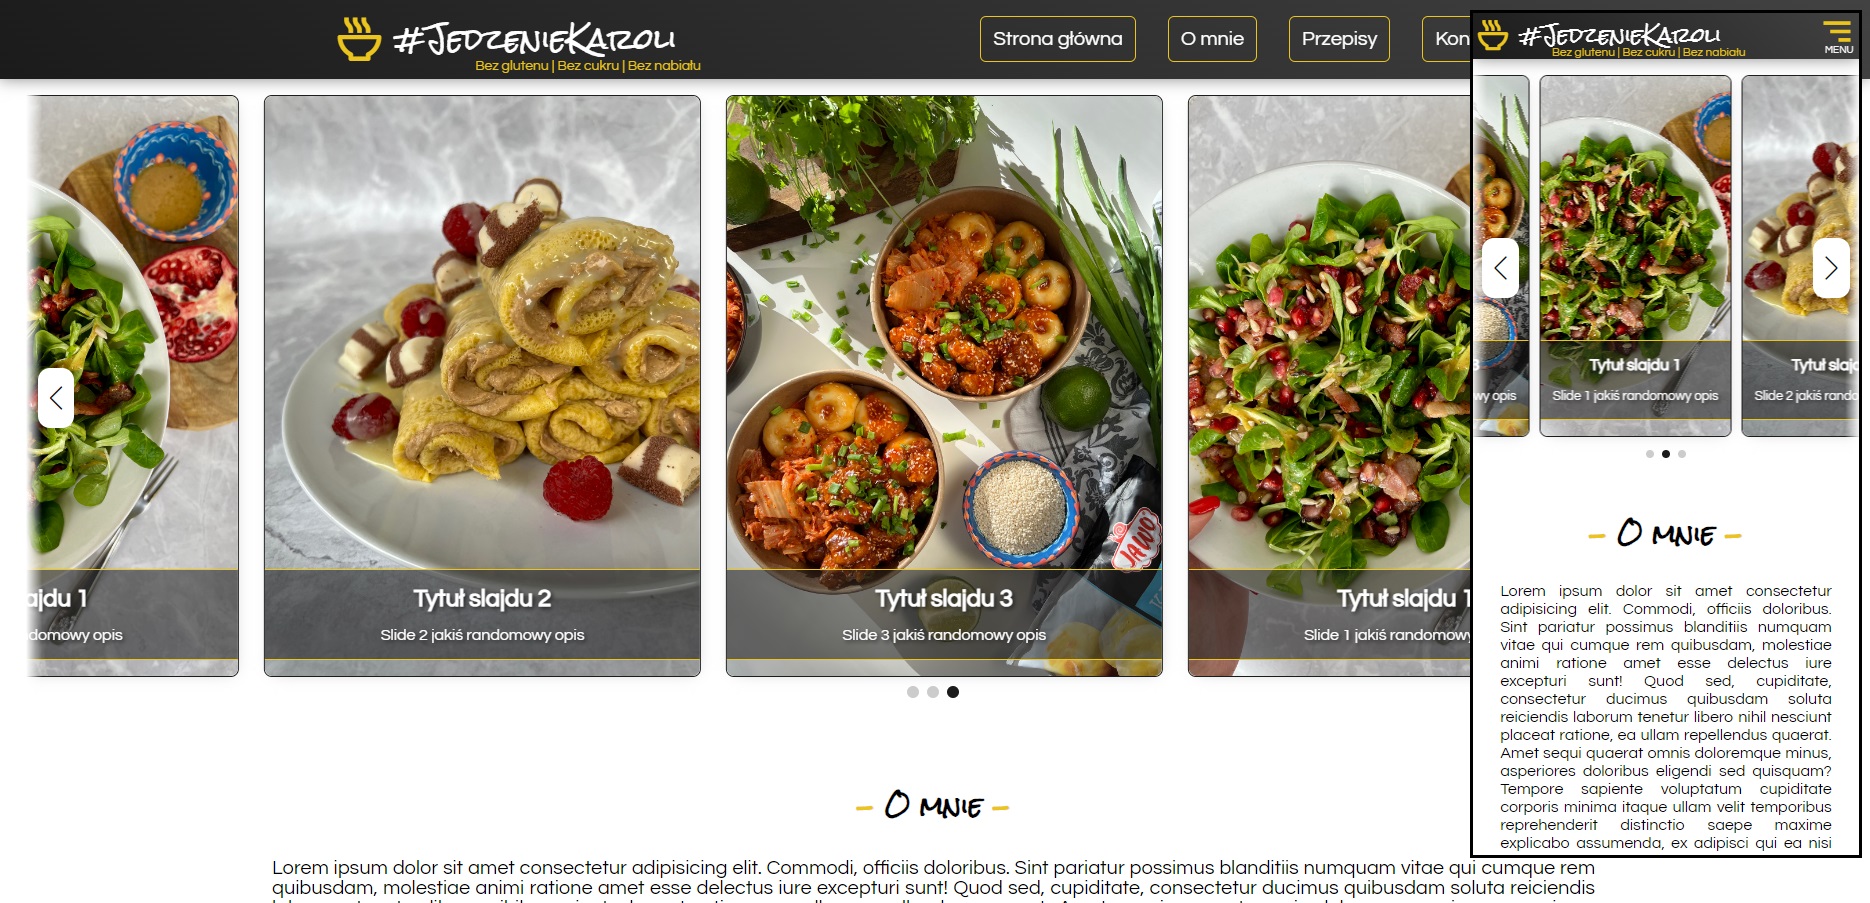 #JedzenieKaroli
Bez glutenu | Bez cukru | Bez nabiału
Strona główna
O mnie
Przepisy
Kon
ajdu 1
domowy opis
Tytuł slajdu 2
Slide 2 jakiś randomowy opis
JAWO
Tytuł slajdu 3
Slide 3 jakiś randomowy opis
Tytuł slajdu 1
Slide 1 jakiś randomowy
– O mnie –
Lorem ipsum dolor sit amet consectetur adipisicing elit. Commodi, officiis doloribus. Sint pariatur possimus blanditiis numquam vitae qui cumque rem
quibusdam, molestiae animi ratione amet esse delectus iure excepturi sunt! Quod sed, cupiditate, consectetur ducimus quibusdam soluta reiciendis
#JedzenieKaroli
Bez glutenu | Bez cukru | Bez nabiału
MENU
3
wy opis
Tytuł slajdu 1
Slide 1 jakiś randomowy opis
Tytuł slajd
Slide 2 jakiś rando
– O mnie –
Lorem ipsum dolor sit amet consectetur
adipisicing elit. Commodi, officiis doloribus.
Sint pariatur possimus blanditiis numquam
vitae qui cumque rem quibusdam, molestiae
animi ratione amet esse delectus iure
excepturi sunt! Quod sed, cupiditate,
consectetur ducimus quibusdam soluta
reiciendis laborum tenetur libero nihil nesciunt
placeat ratione, ea ullam repellendus quaerat.
Amet sequi quaerat omnis doloremque minus,
asperiores doloribus eligendi sed quisquam?
Tempore sapiente voluptatum cupiditate
corporis minima itaque ullam velit temporibus
reprehenderit distinctio saepe maxime
explicabo assumenda, ex adipisci qui ea nisi